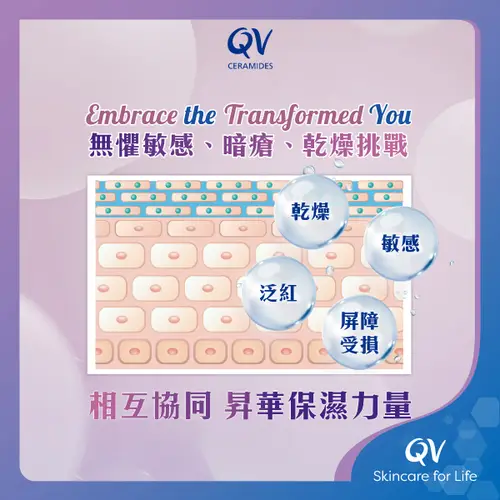 QV
CERAMIDES
Embrace the Transformed You
無懼敏感、暗瘡、乾燥挑戰
乾燥
敏感
泛紅
屏障
受損
相互協同 昇華保濕力量
QV
Skincare for Life